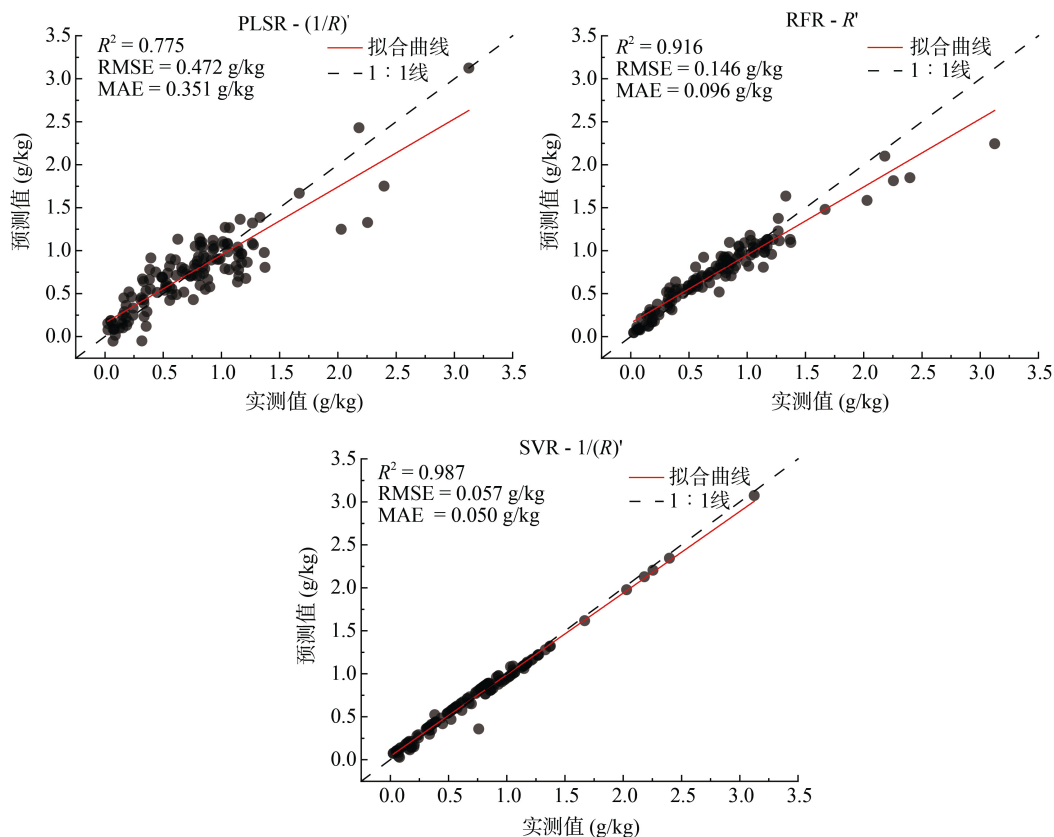 PLSR - (1/R)'
R² = 0.775
RMSE = 0.472 g/kg
MAE = 0.351 g/kg
拟合曲线
1∶1线
3.5
3.0
2.5
2.0
1.5
1.0
0.5
0.0
预测值 (g/kg)
0.0 0.5 1.0 1.5 2.0 2.5 3.0 3.5
实测值 (g/kg)
RFR - R'
R² = 0.916
RMSE = 0.146 g/kg
MAE = 0.096 g/kg
拟合曲线
1∶1线
3.5
3.0
2.5
2.0
1.5
1.0
0.5
0.0
预测值 (g/kg)
0.0 0.5 1.0 1.5 2.0 2.5 3.0 3.5
实测值 (g/kg)
SVR - 1/(R)'
R² = 0.987
RMSE = 0.057 g/kg
MAE = 0.050 g/kg
拟合曲线
1∶1线
3.5
3.0
2.5
2.0
1.5
1.0
0.5
0.0
预测值 (g/kg)
0.0 0.5 1.0 1.5 2.0 2.5 3.0 3.5
实测值 (g/kg)